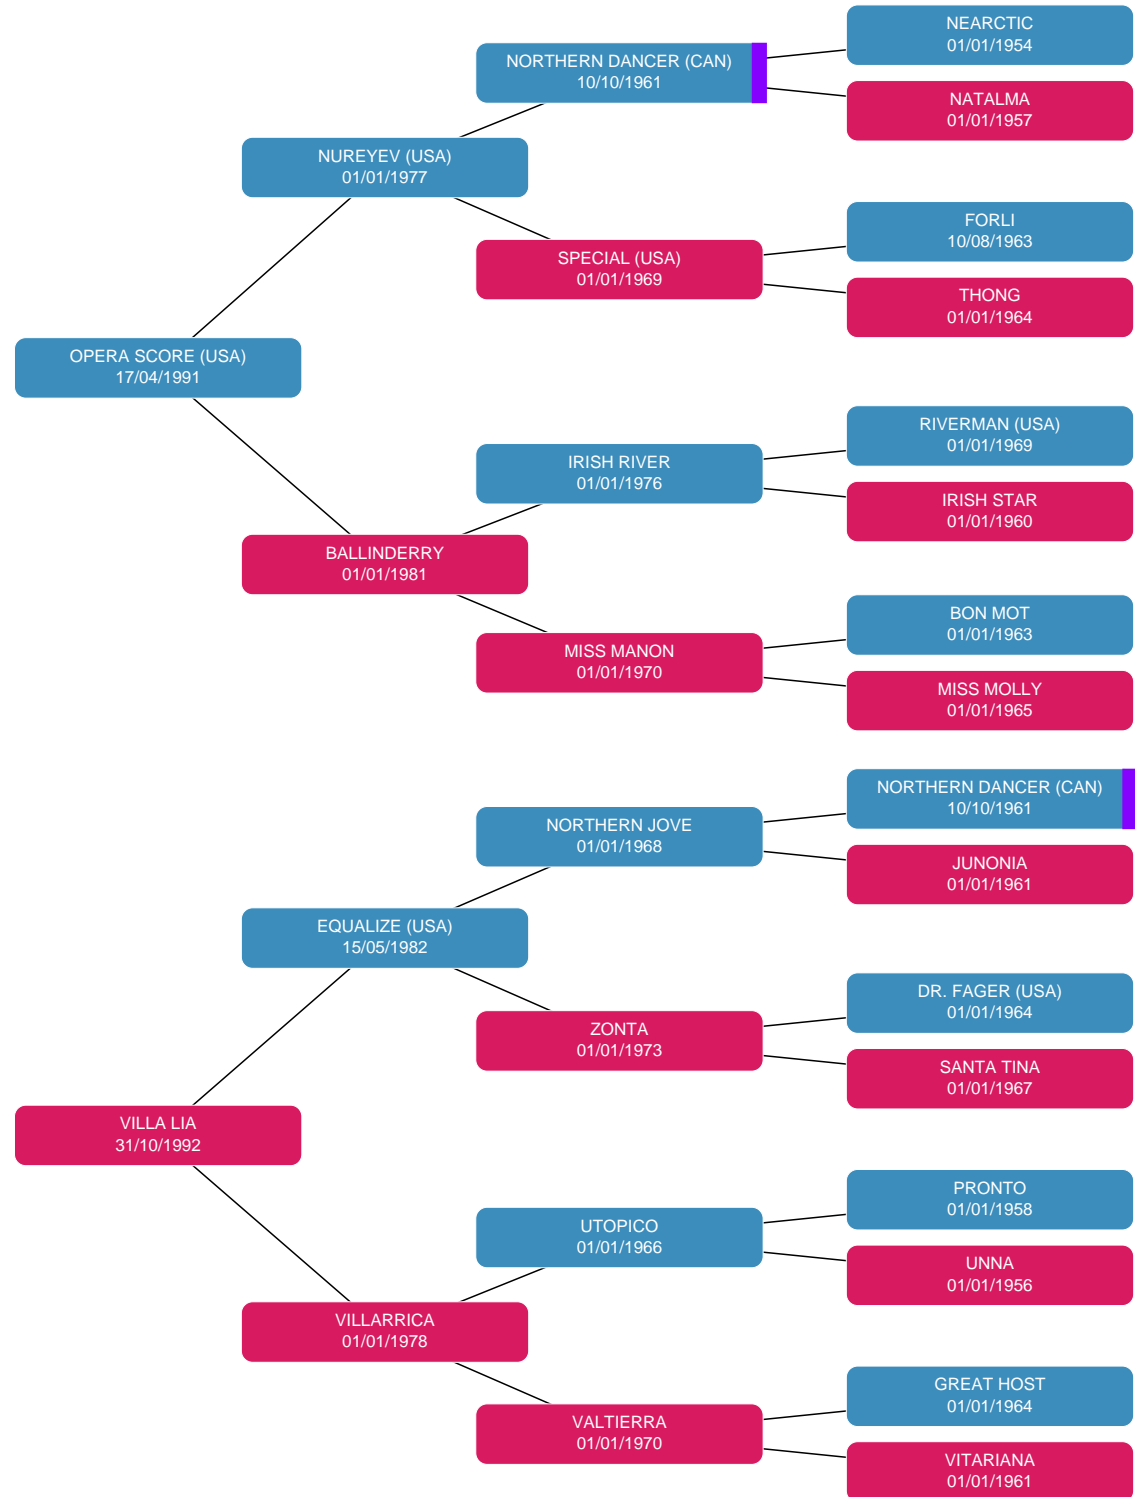 NEARCTIC
01/01/1954
NORTHERN DANCER (CAN)
10/10/1961
NATALMA
01/01/1957
NUREYEV (USA)
01/01/1977
FORLI
10/08/1963
SPECIAL (USA)
01/01/1969
THONG
01/01/1964
OPERA SCORE (USA)
17/04/1991
RIVERMAN (USA)
01/01/1969
IRISH RIVER
01/01/1976
IRISH STAR
01/01/1960
BALLINDERRY
01/01/1981
BON MOT
01/01/1963
MISS MANON
01/01/1970
MISS MOLLY
01/01/1965
NORTHERN DANCER (CAN)
10/10/1961
NORTHERN JOVE
01/01/1968
JUNONIA
01/01/1961
EQUALIZE (USA)
15/05/1982
DR. FAGER (USA)
01/01/1964
ZONTA
01/01/1973
SANTA TINA
01/01/1967
VILLA LIA
31/10/1992
PRONTO
01/01/1958
UTOPICO
01/01/1966
UNNA
01/01/1956
VILLARRICA
01/01/1978
GREAT HOST
01/01/1964
VALTIERRA
01/01/1970
VITARIANA
01/01/1961